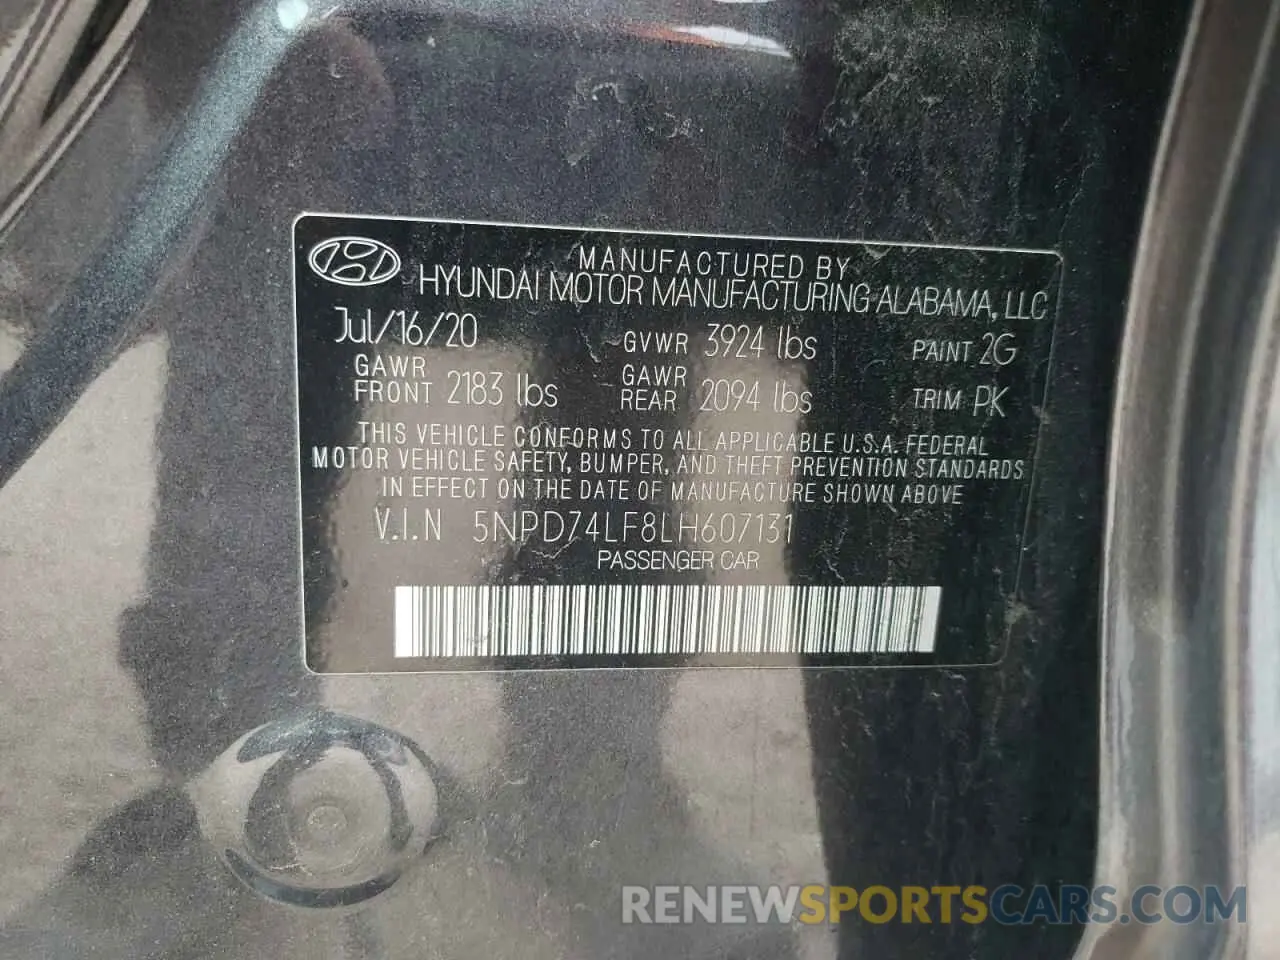 MANUFACTURED BY
HYUNDAI MOTOR MANUFACTURING ALABAMA, LLC
Jul/16/20 GVWR 3924 lbs PAINT 2G
GAWR FRONT 2183 lbs GAWR REAR 2094 lbs TRIM PK
THIS VEHICLE CONFORMS TO ALL APPLICABLE U.S.A. FEDERAL
MOTOR VEHICLE SAFETY, BUMPER, AND THEFT PREVENTION STANDARDS
IN EFFECT ON THE DATE OF MANUFACTURE SHOWN ABOVE
V.I.N 5NPD74LF8LH607131
PASSENGER CAR
RENEWSPORTSCARS.COM